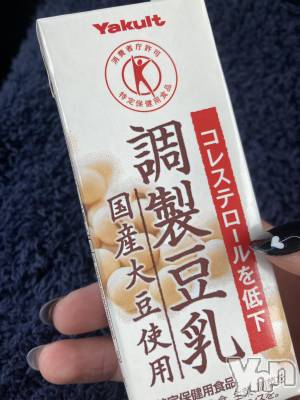 Yakult
消費者庁許可
特定保健用食品
コレステロールを低下
調製豆乳
国産大豆使用
定保健用食品